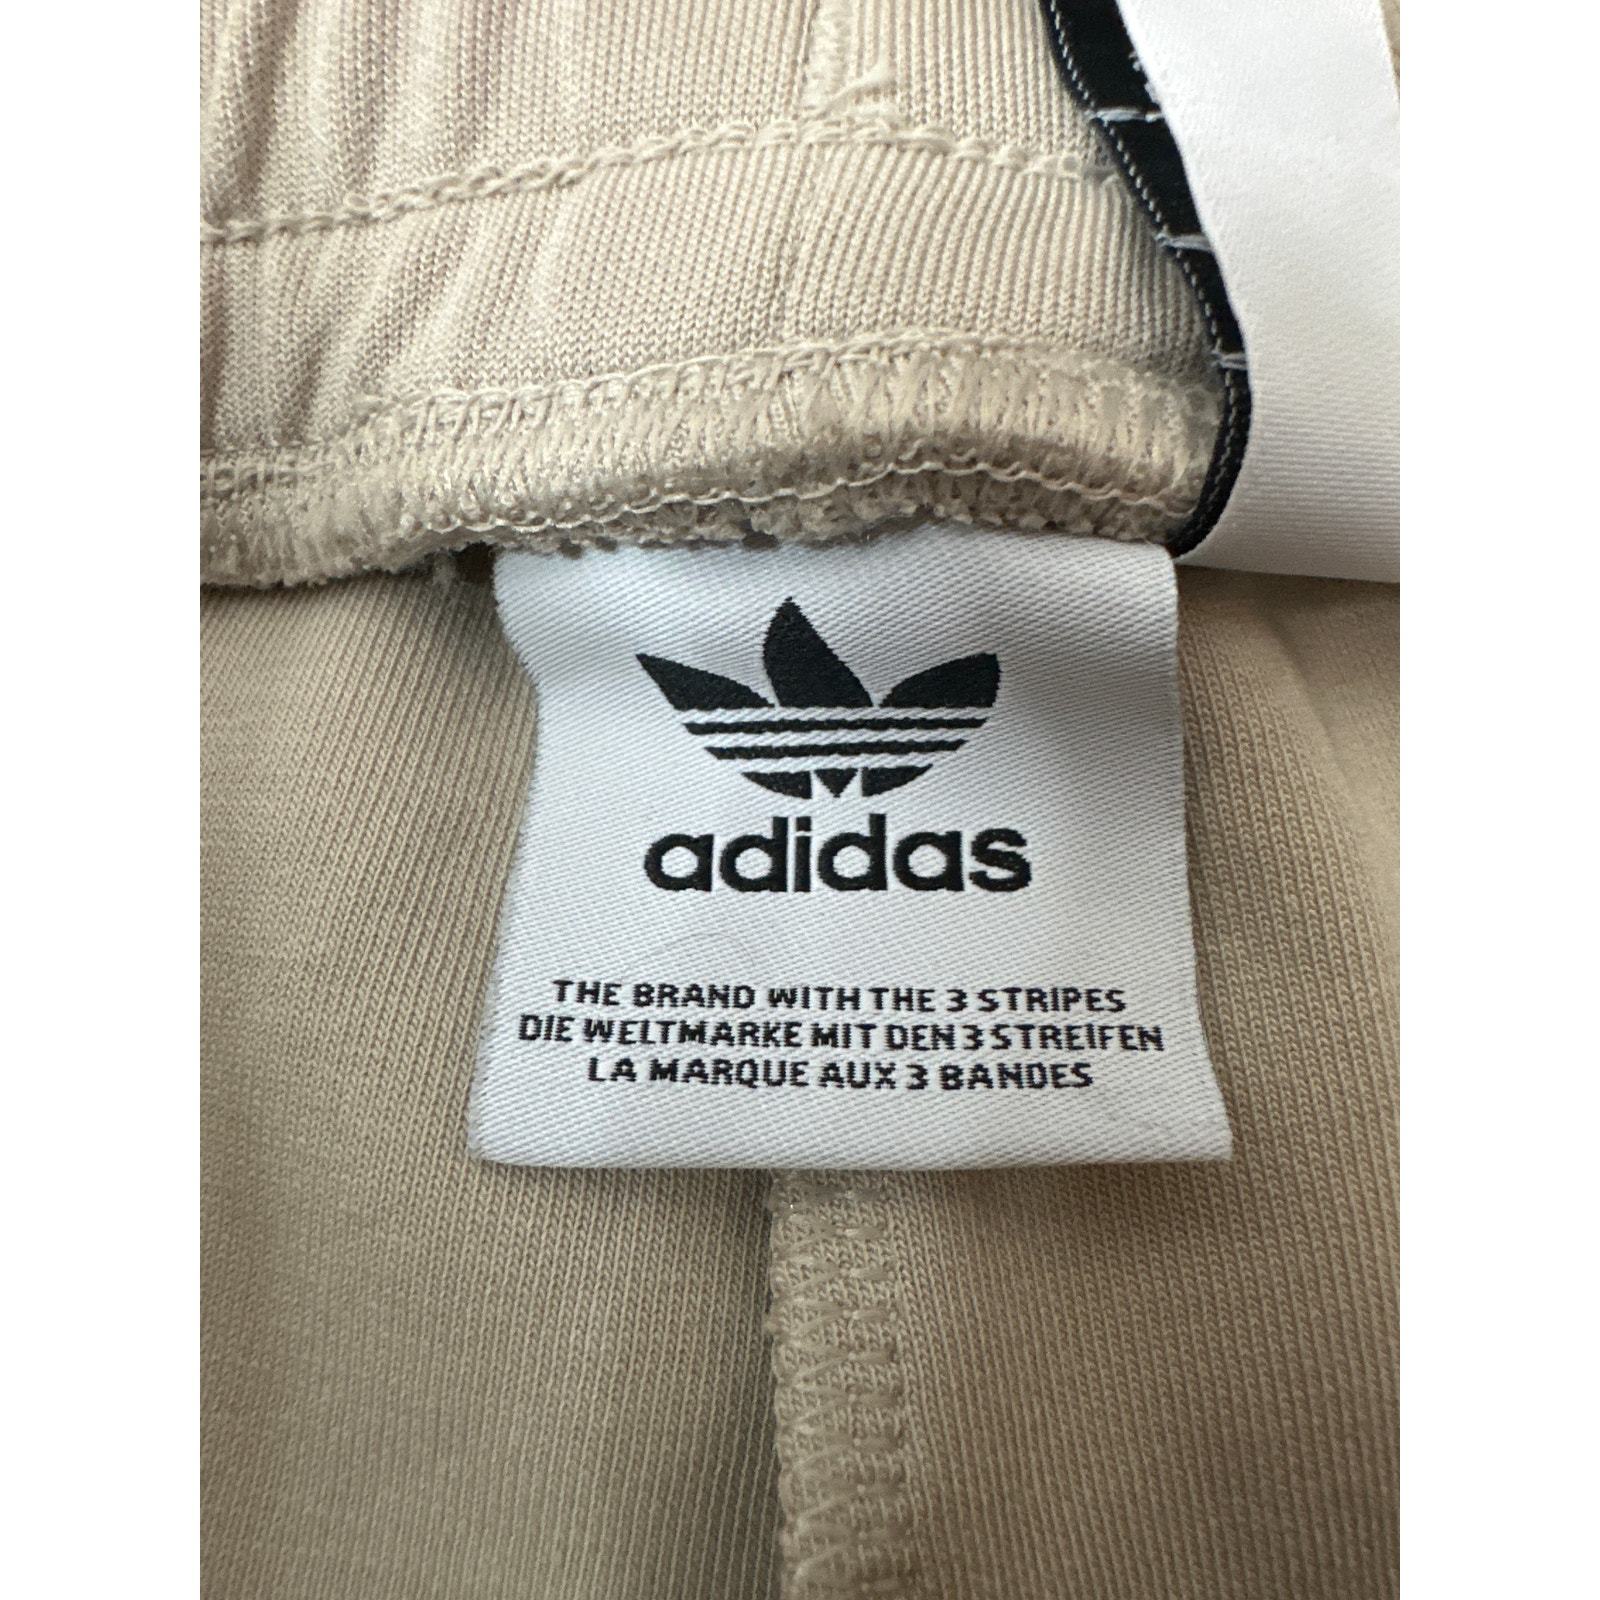 adidas
THE BRAND WITH THE 3 STRIPES
DIE WELTMARKE MIT DEN 3 STREIFEN
LA MARQUE AUX 3 BANDES